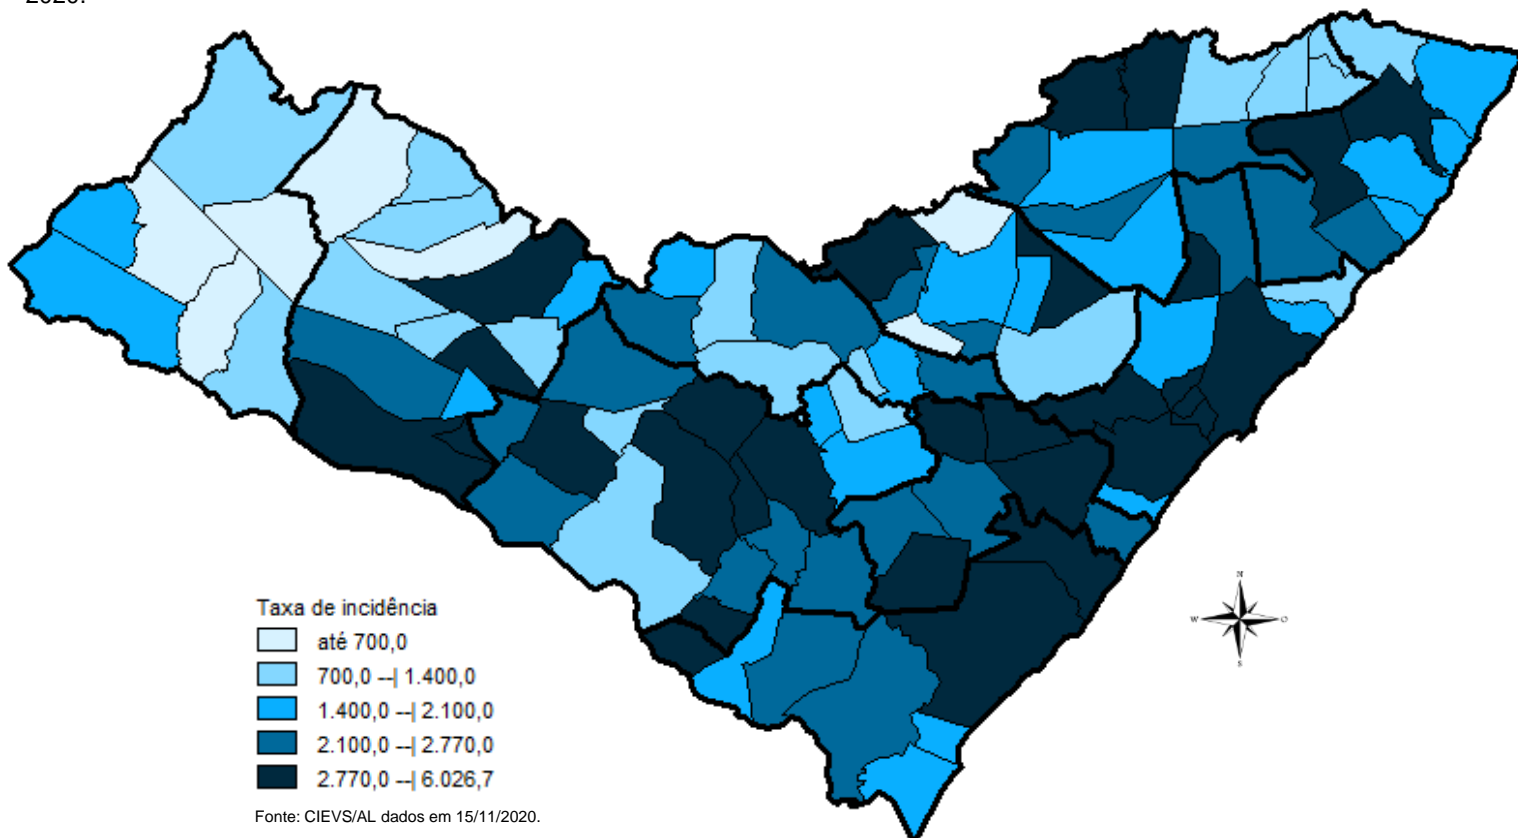 2020.
N
W
O
S
Taxa de incidência
até 700,0
700,0 --| 1.400,0
1.400,0 --| 2.100,0
2.100,0 --| 2.770,0
2.770,0 --| 6.026,7
Fonte: CIEVS/AL dados em 15/11/2020.